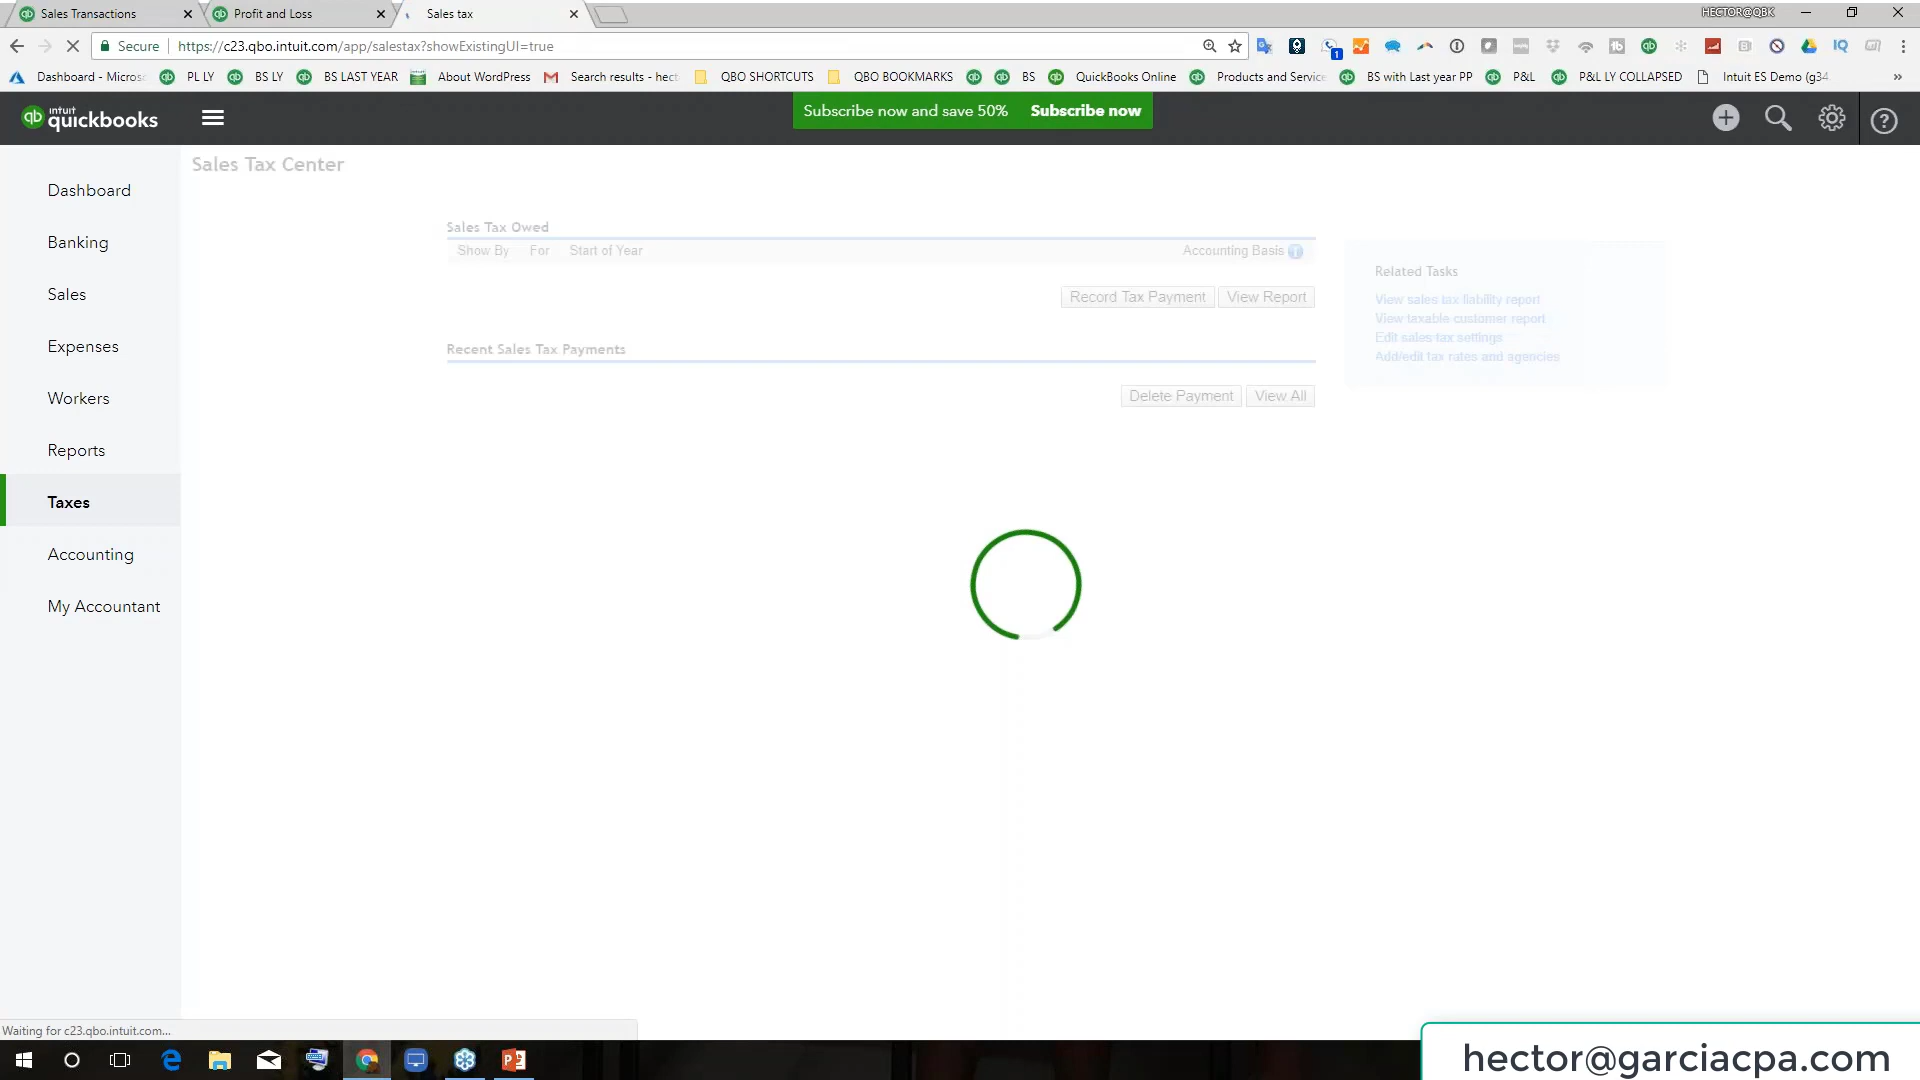 Sales Transactions
Profit and Loss
Sales tax
HECTOR@QBK
Secure
https://c23.qbo.intuit.com/app/salestax?showExistingUI=true
Dashboard - Micros
PL LY
BS LY
BS LAST YEAR
About WordPress
Search results - hect
QBO SHORTCUTS
QBO BOOKMARKS
BS
QuickBooks Online
Products and Service
BS with Last year PP
P&L
P&L LY COLLAPSED
Intuit ES Demo (g34
»
intuit
quickbooks
Subscribe now and save 50% Subscribe now
Sales Tax Center
Dashboard
Banking
Sales
Expenses
Workers
Reports
Taxes
Accounting
My Accountant
Sales Tax Owed
Show By For Start of Year
Accounting Basis
Record Tax Payment
View Report
Recent Sales Tax Payments
Delete Payment
View All
Related Tasks
View sales tax liability report
View taxable customer report
Edit sales tax settings
Add/edit tax rates and agencies
Waiting for c23.qbo.intuit.com...
hector@garciacpa.com